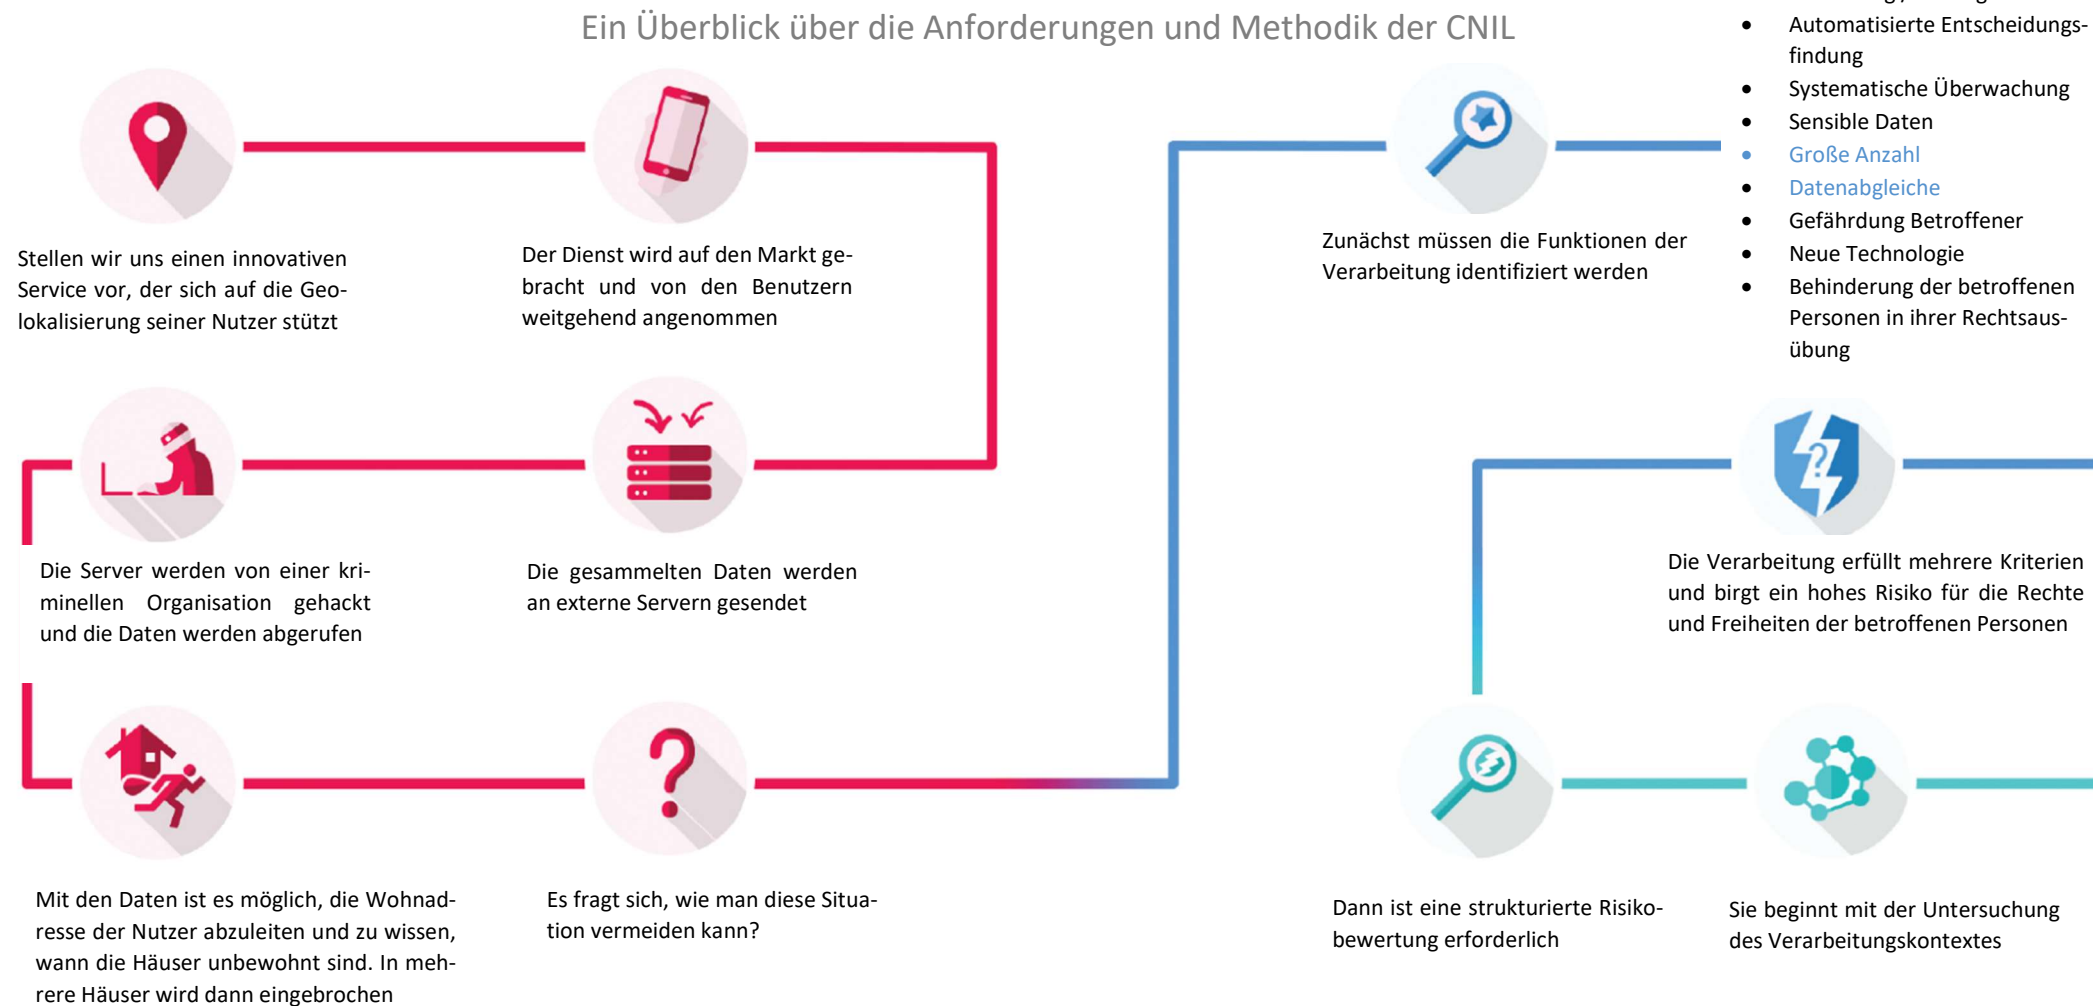 Ein Überblick über die Anforderungen und Methodik der CNIL
Stellen wir uns einen innovativen
Service vor, der sich auf die Geo-
lokalisierung seiner Nutzer stützt
Der Dienst wird auf den Markt ge-
bracht und von den Benutzern
weitgehend angenommen
Die Server werden von einer kri-
minellen Organisation gehackt
und die Daten werden abgerufen
Die gesammelten Daten werden
an externe Servern gesendet
Mit den Daten ist es möglich, die Wohnad-
resse der Nutzer abzuleiten und zu wissen,
wann die Häuser unbewohnt sind. In meh-
rere Häuser wird dann eingebrochen
Es fragt sich, wie man diese Situa-
tion vermeiden kann?
Zunächst müssen die Funktionen der
Verarbeitung identifiziert werden
• Automatisierte Entscheidungs-
findung
• Systematische Überwachung
• Sensible Daten
• Große Anzahl
• Datenabgleiche
• Gefährdung Betroffener
• Neue Technologie
• Behinderung der betroffenen
Personen in ihrer Rechtsaus-
übung
?
Die Verarbeitung erfüllt mehrere Kriterien
und birgt ein hohes Risiko für die Rechte
und Freiheiten der betroffenen Personen
Dann ist eine strukturierte Risiko-
bewertung erforderlich
Sie beginnt mit der Untersuchung
des Verarbeitungskontextes